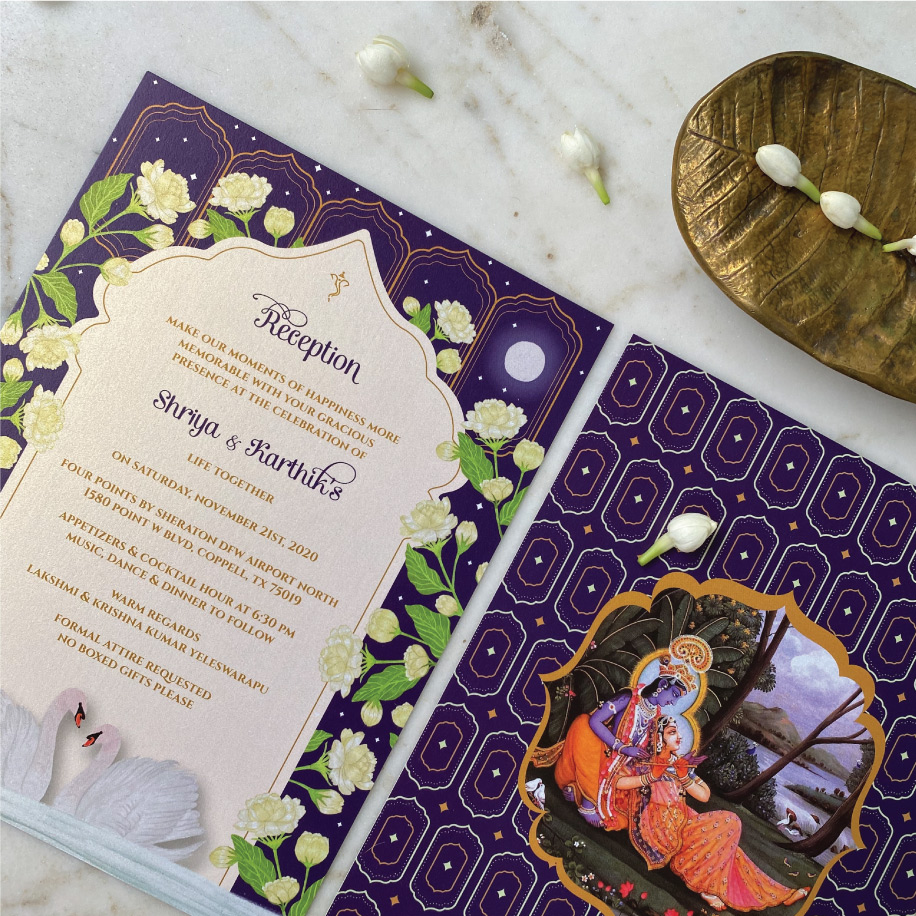 Reception
MAKE OUR MOMENTS OF HAPPINESS MORE
MEMORABLE WITH YOUR GRACIOUS
PRESENCE AT THE CELEBRATION OF
Shriya & Karthik's
LIFE TOGETHER
ON SATURDAY, NOVEMBER 21ST, 2020
FOUR POINTS BY SHERATON DFW AIRPORT NORTH
1580 POINT W BLVD, COPPELL, TX 75019
APPETIZERS & COCKTAIL HOUR AT 6:30 PM
MUSIC, DANCE & DINNER TO FOLLOW
WARM REGARDS
LAKSHMI & KRISHNA KUMAR YELESWARAPU
FORMAL ATTIRE REQUESTED
NO BOXED GIFTS PLEASE